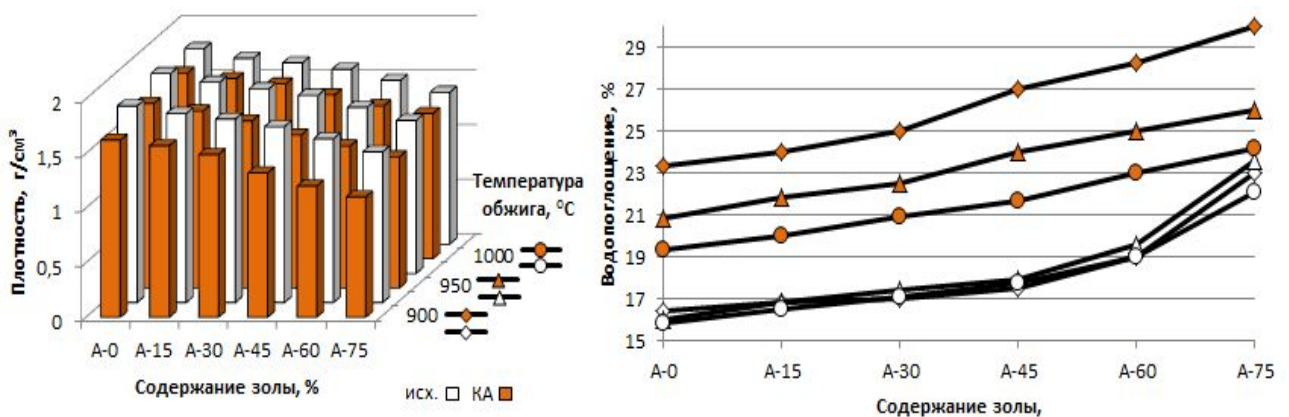 Плотность, г/см³
2
1,5
1
0,5
0
А-0 А-15 А-30 А-45 А-60 А-75
Содержание золы, %
Температура
обжига, ⁰С
1000
950
900
исх. КА
Водопоглощение, %
29
27
25
23
21
19
17
15
А-0 А-15 А-30 А-45 А-60 А-75
Содержание золы,